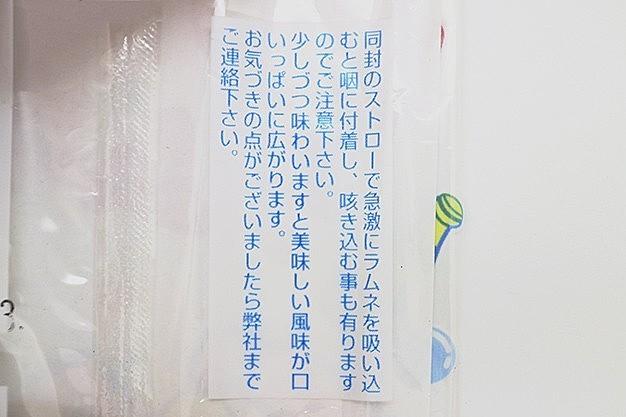 同封のストローで急激にラムネを吸い込
むと咽に付着し、咳き込む事も有ります
のでご注意下さい。
少しづつ味わいますと美味しい風味が口
いっぱいに広がります。
お気づきの点がございましたら弊社まで
ご連絡下さい。
3.